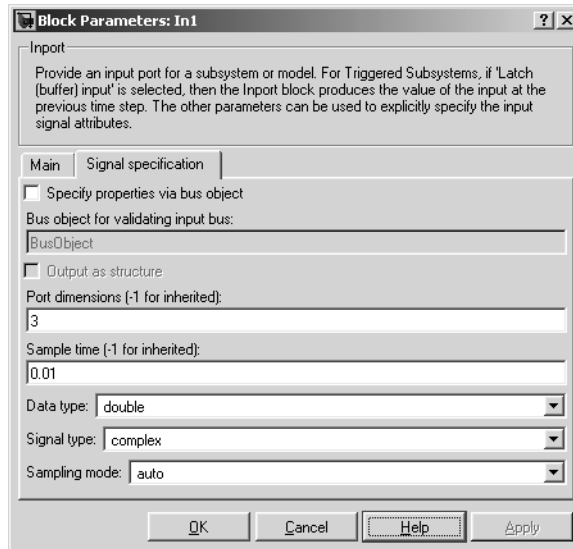 Block Parameters: In1
Inport
Provide an input port for a subsystem or model. For Triggered Subsystems, if 'Latch
(buffer) input' is selected, then the Inport block produces the value of the input at the
previous time step. The other parameters can be used to explicitly specify the input
signal attributes.
Main Signal specification
Specify properties via bus object
Bus object for validating input bus:
BusObject
Output as structure
Port dimensions (-1 for inherited):
3
Sample time (-1 for inherited):
0.01
Data type: double
Signal type: complex
Sampling mode: auto
OK Cancel Help Apply